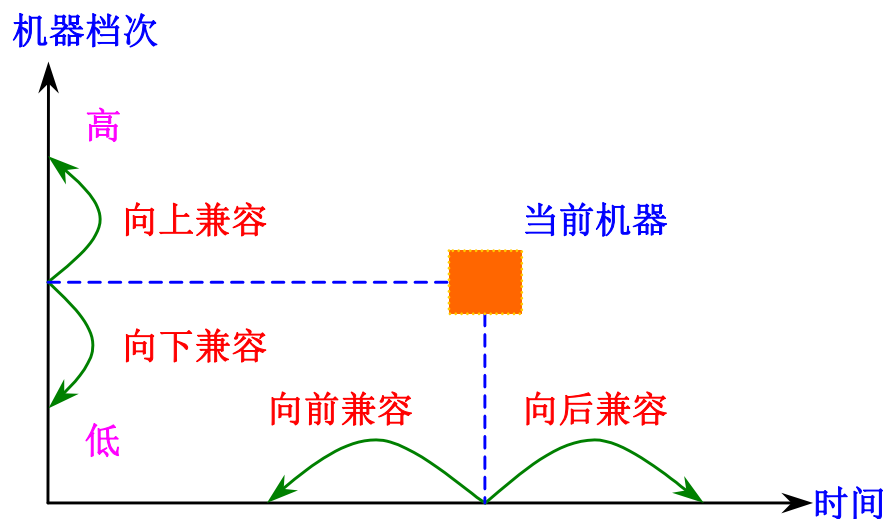 机器档次
高
向上兼容
当前机器
向下兼容
向前兼容
向后兼容
低
时间